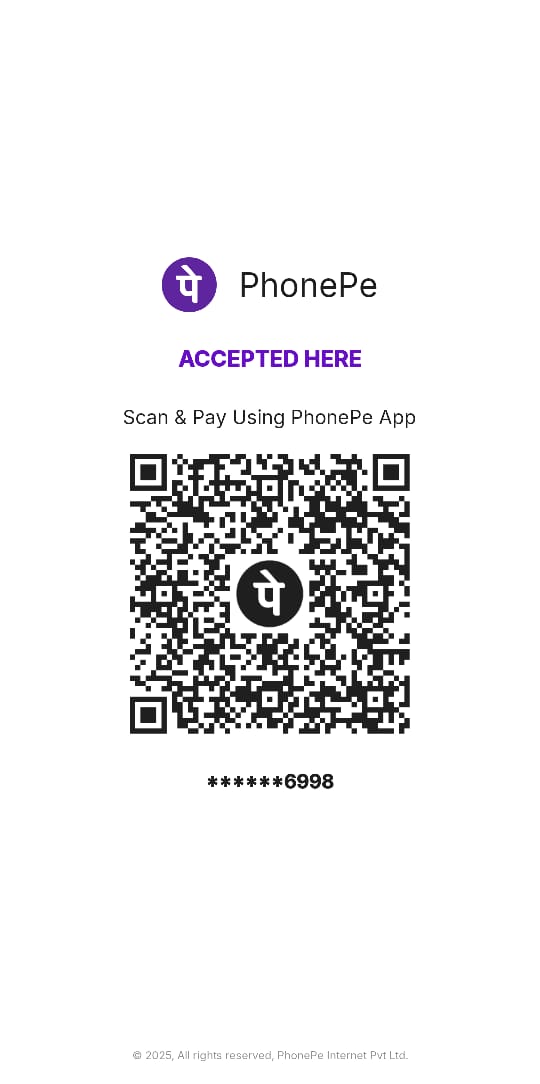 पे PhonePe
ACCEPTED HERE
Scan & Pay Using PhonePe App
पे
******6998
© 2025, All rights reserved, PhonePe Internet Pvt Ltd.